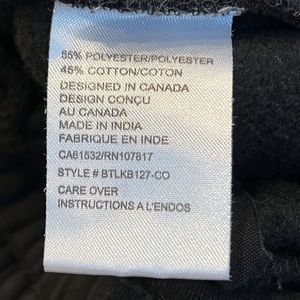 55% POLYESTER/POLYESTER
45% COTTON/COTON
DESIGNED IN CANADA
DESIGN CONÇU
AU CANADA
MADE IN INDIA
FABRIQUE EN INDE
CA61532/RN107617
STYLE # BTLKB127-CO
CARE OVER
INSTRUCTIONS A L'ENDOS